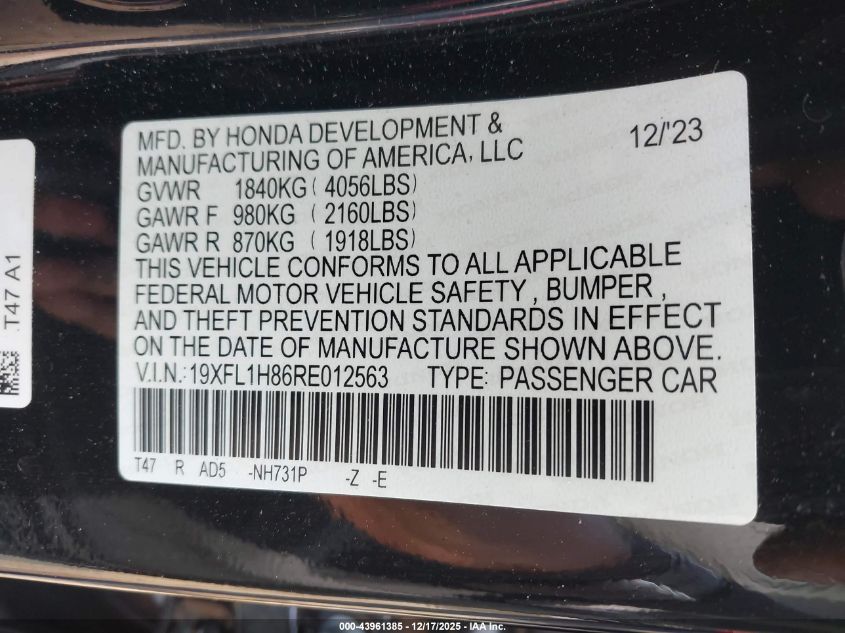 MFD. BY HONDA DEVELOPMENT &
MANUFACTURING OF AMERICA, LLC
12/'23
GVWR 1840KG ( 4056LBS)
GAWR F 980KG ( 2160LBS)
GAWR R 870KG ( 1918LBS)
THIS VEHICLE CONFORMS TO ALL APPLICABLE
FEDERAL MOTOR VEHICLE SAFETY , BUMPER ,
AND THEFT PREVENTION STANDARDS IN EFFECT
ON THE DATE OF MANUFACTURE SHOWN ABOVE.
V.I.N.:19XFL1H86RE012563 TYPE: PASSENGER CAR
T47 R AD5 -NH731P -Z -E
T47 A1
000-43961385 - 12/17/2025 - IAA Inc.